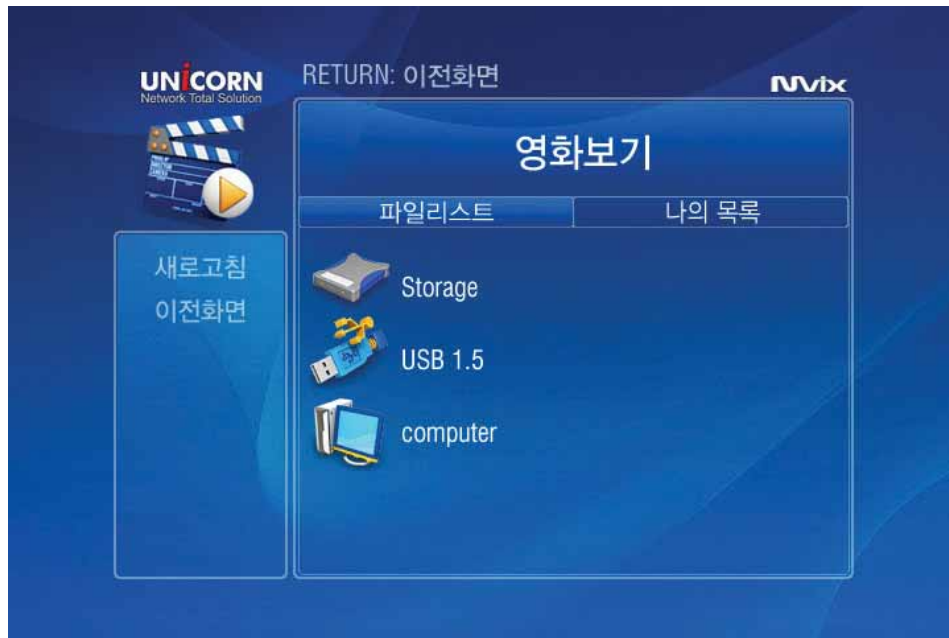 UNiCORN
Network Total Solution
RETURN: 이전화면
Mvix
영화보기
파일리스트
나의 목록
새로고침
이전화면
Storage
USB 1.5
computer